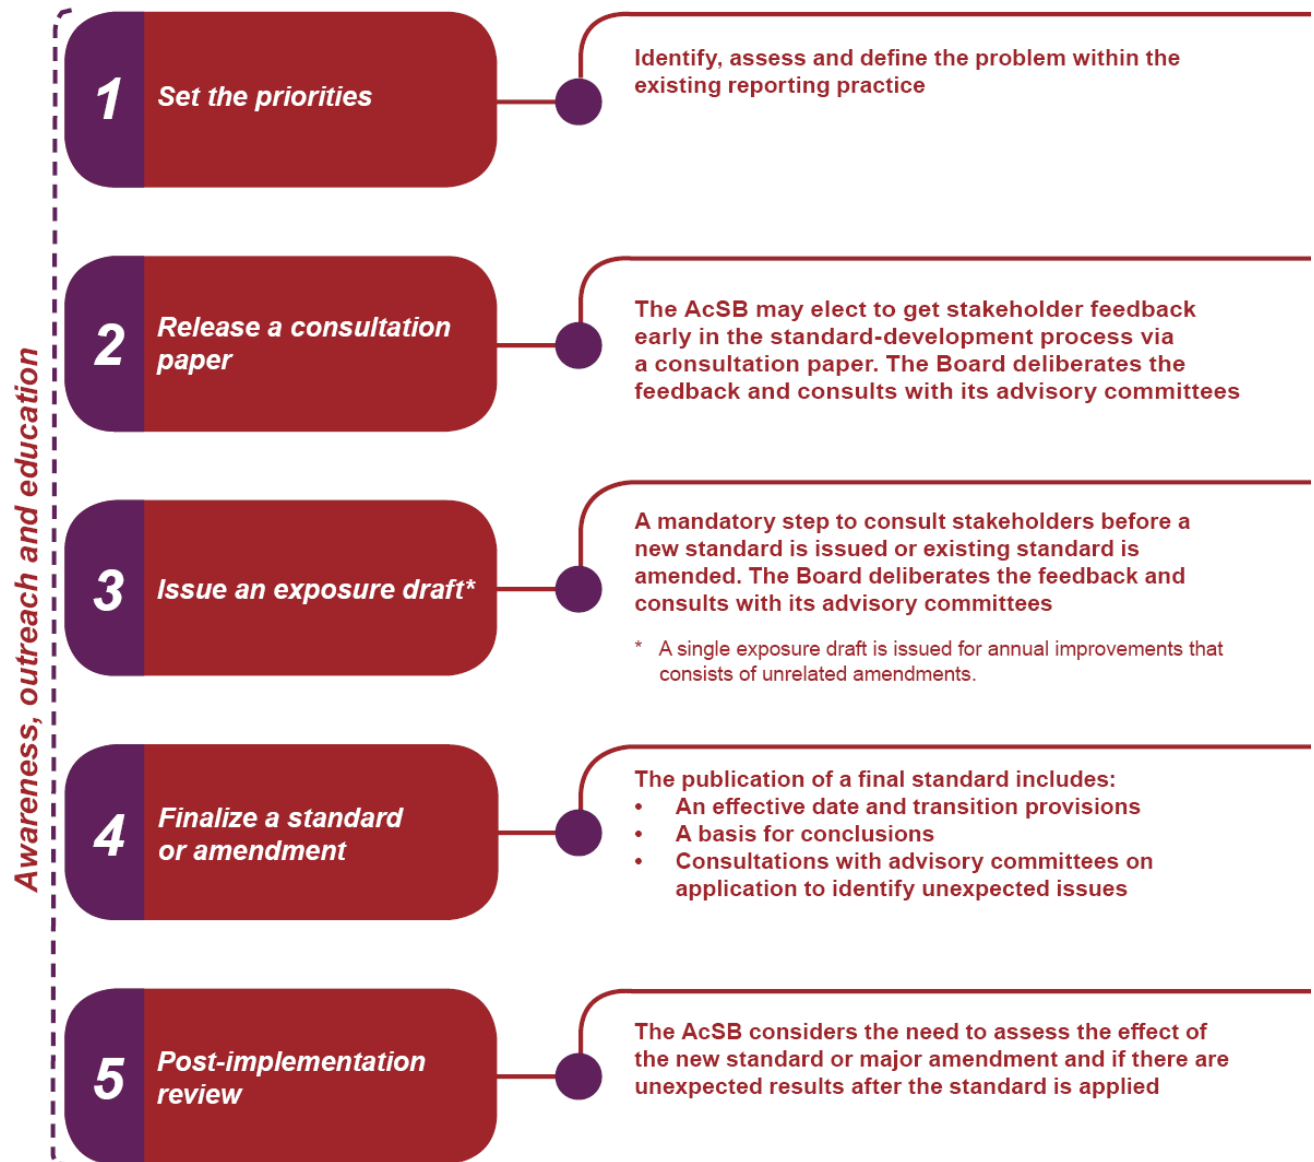 Awareness, outreach and education
1
Set the priorities
Identify, assess and define the problem within the
existing reporting practice
2
Release a consultation
paper
The AcSB may elect to get stakeholder feedback
early in the standard-development process via
a consultation paper. The Board deliberates the
feedback and consults with its advisory committees
3
Issue an exposure draft*
A mandatory step to consult stakeholders before a
new standard is issued or existing standard is
amended. The Board deliberates the feedback and
consults with its advisory committees
* A single exposure draft is issued for annual improvements that
consists of unrelated amendments.
4
Finalize a standard
or amendment
The publication of a final standard includes:
• An effective date and transition provisions
• A basis for conclusions
• Consultations with advisory committees on
application to identify unexpected issues
5
Post-implementation
review
The AcSB considers the need to assess the effect of
the new standard or major amendment and if there are
unexpected results after the standard is applied